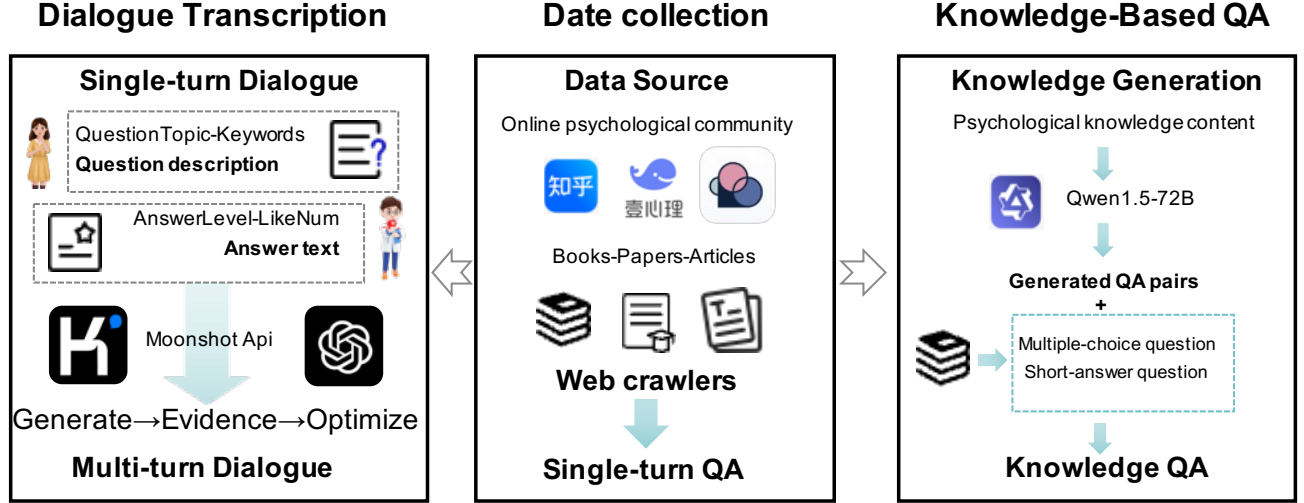 Dialogue Transcription
Single-turn Dialogue
QuestionTopic-Keywords
Question description
AnswerLevel-LikeNum
Answer text
Moonshot Api
Generate→Evidence→Optimize
Multi-turn Dialogue
Date collection
Data Source
Online psychological community
知乎
壹心理
Books-Papers-Articles
Web crawlers
Single-turn QA
Knowledge-Based QA
Knowledge Generation
Psychological knowledge content
Qwen1.5-72B
Generated QA pairs
+
Multiple-choice question
Short-answer question
Knowledge QA